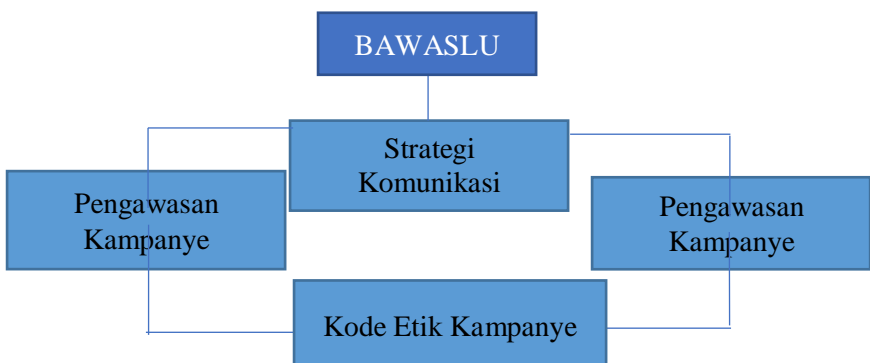 BAWASLU
Strategi
Komunikasi
Pengawasan
Kampanye
Pengawasan
Kampanye
Kode Etik Kampanye